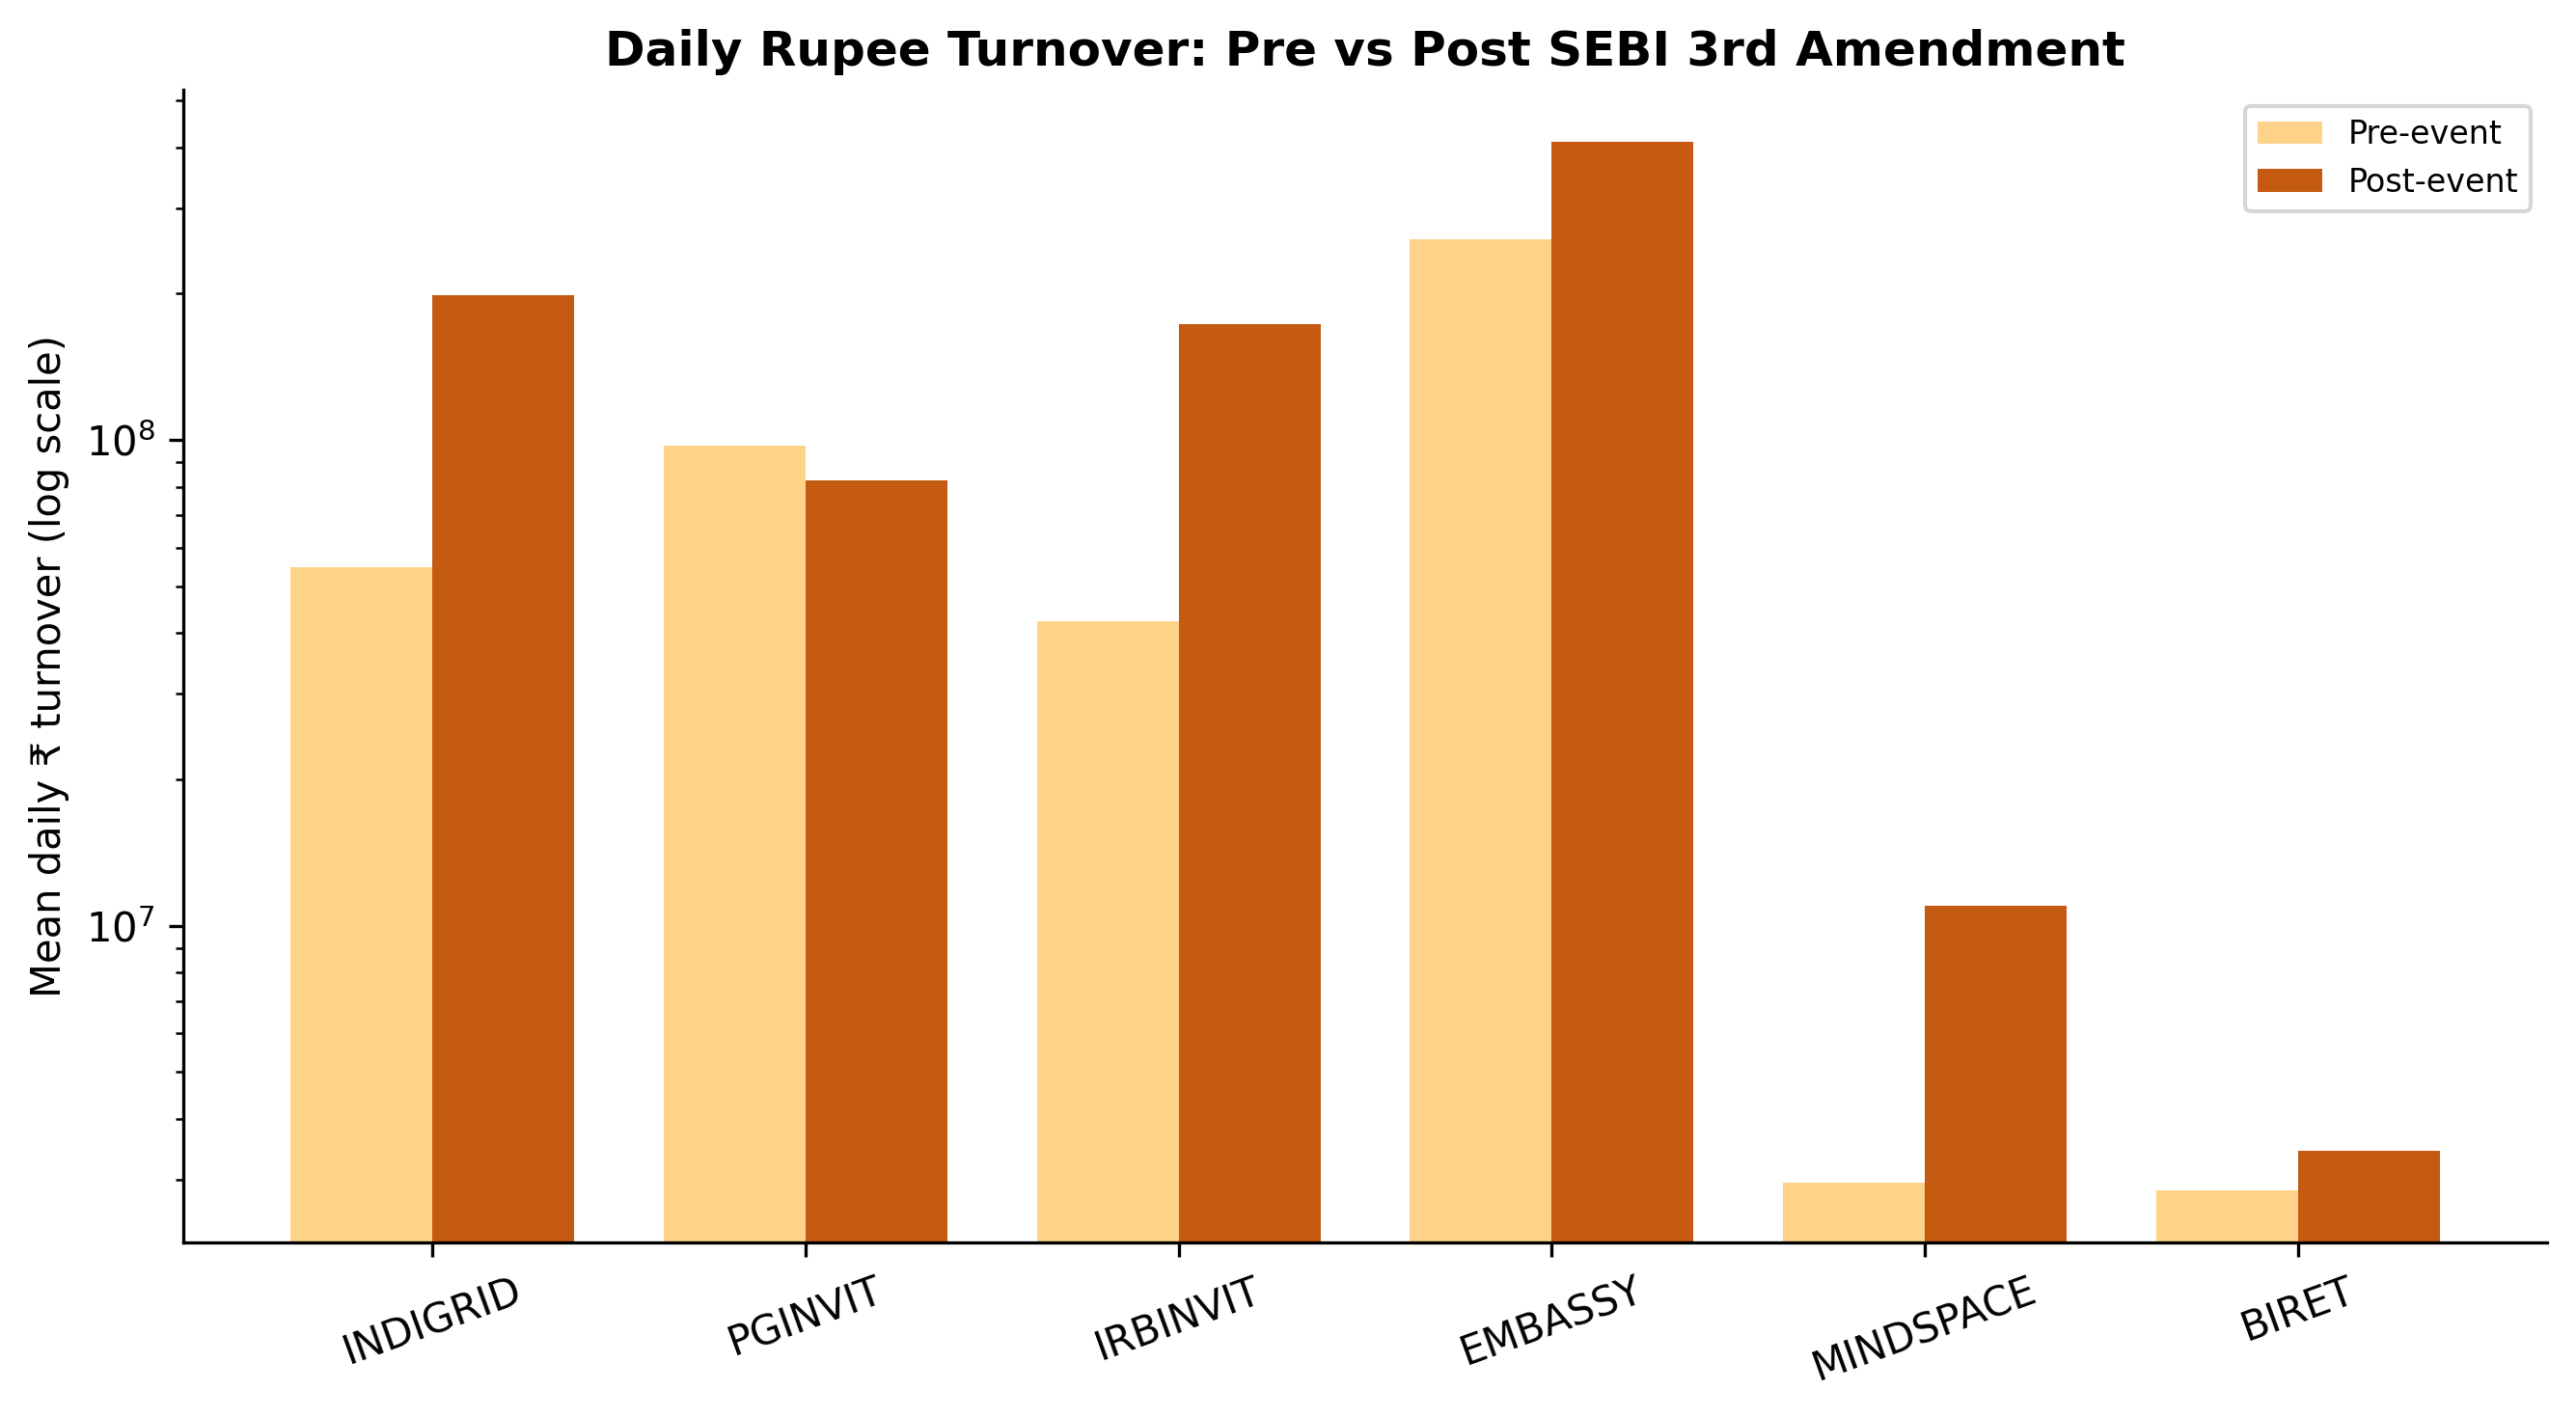 Daily Rupee Turnover: Pre vs Post SEBI 3rd Amendment
Pre-event
Post-event
Mean daily ₹ turnover (log scale)
10⁸
10⁷
INDIGRID
PGINVIT
IRBINVIT
EMBASSY
MINDSPACE
BIRET